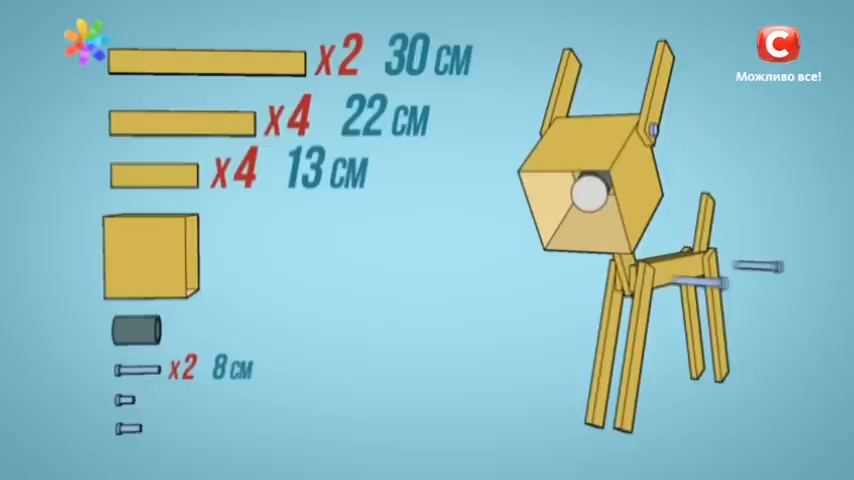 x2 30 СМ
x4 22 СМ
x4 13 СМ
x2 8 СМ
С
Можливо все!